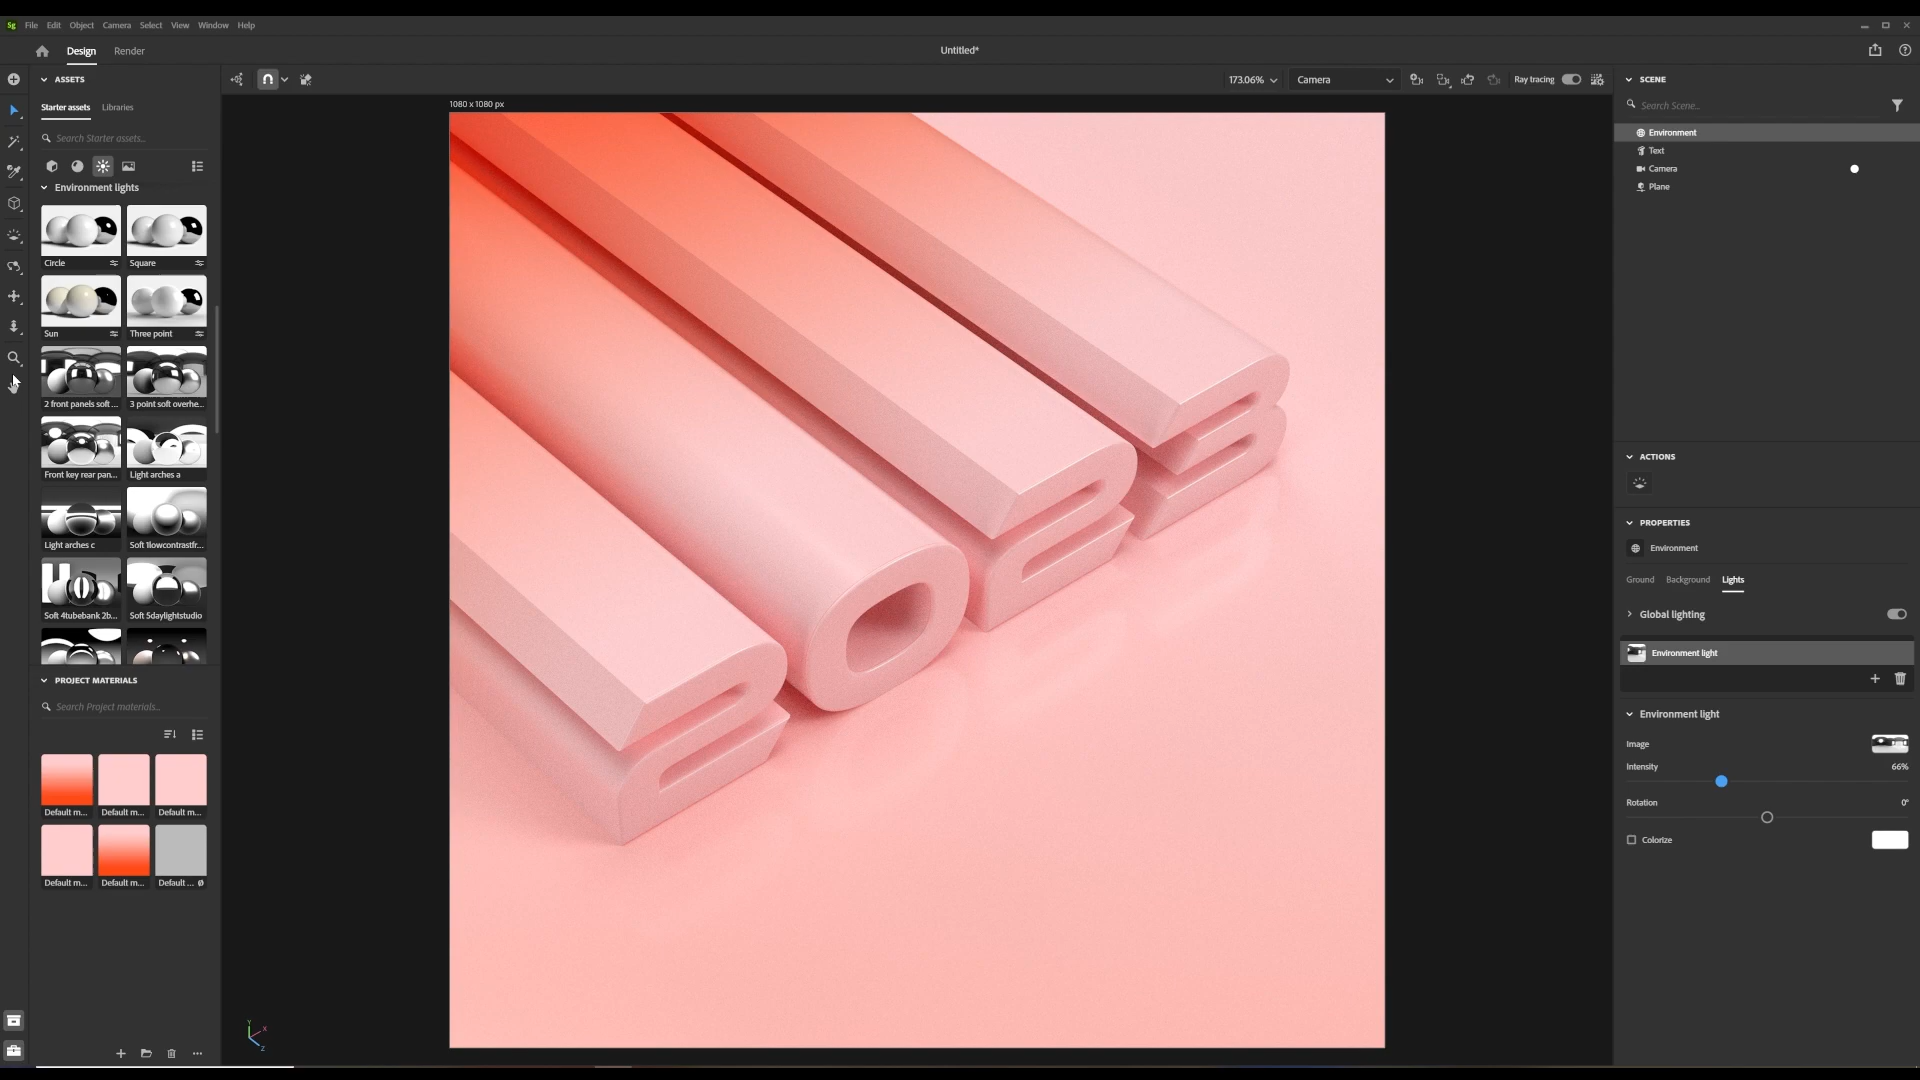 Sg File Edit Object Camera Select View Window Help
Design Render Untitled*
ASSETS
Starter assets Libraries
Search Starter assets...
Environment lights
Circle Square
Sun Three point
2 front panels soft ... 3 point soft overhe...
Front key rear pan... Light arches a
Light arches c Soft 1lowcontrastfr...
Soft 4tubebank 2b... Soft 5daylightstudio
PROJECT MATERIALS
Search Project materials...
Default m... Default m... Default m...
Default m... Default m... Default ...
173.06% Camera Ray tracing
1080 x 1080 px
Y
X
Z
SCENE
Search Scene...
Environment
Text
Camera
Plane
ACTIONS
PROPERTIES
Environment
Ground Background Lights
Global lighting
Environment light
Environment light
Image
Intensity 66%
Rotation 0°
Colorize